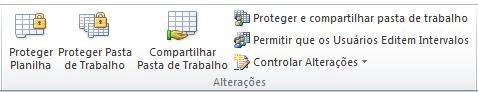 Proteger
Planilha
Proteger Pasta
de Trabalho
Compartilhar
Pasta de Trabalho
Proteger e compartilhar pasta de trabalho
Permitir que os Usuários Editem Intervalos
Controlar Alterações
Alterações